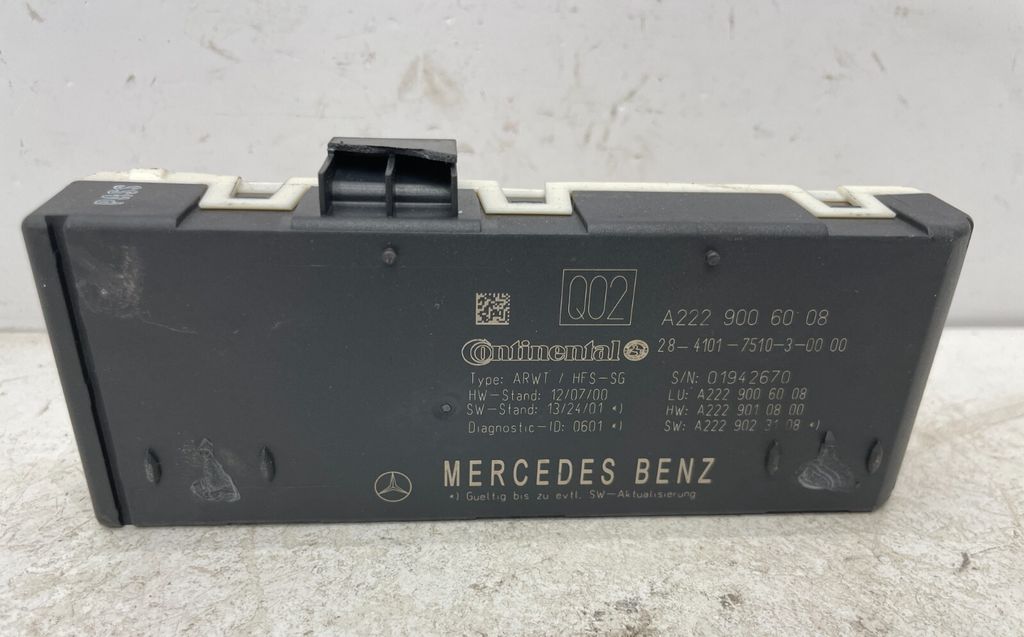 Q02
A222 900 60 08
Continental 28-4101-7510-3-00 00
Type: ARWT / HFS-SG S/N: 01942670
HW-Stand: 12/07/00 LU: A222 900 60 08
SW-Stand: 13/24/01 *) HW: A222 901 08 00
Diagnostic-ID: 0601 *) SW: A222 902 31 08 *)
MERCEDES BENZ
*) Gueltig bis zu evtl. SW-Aktualisierung